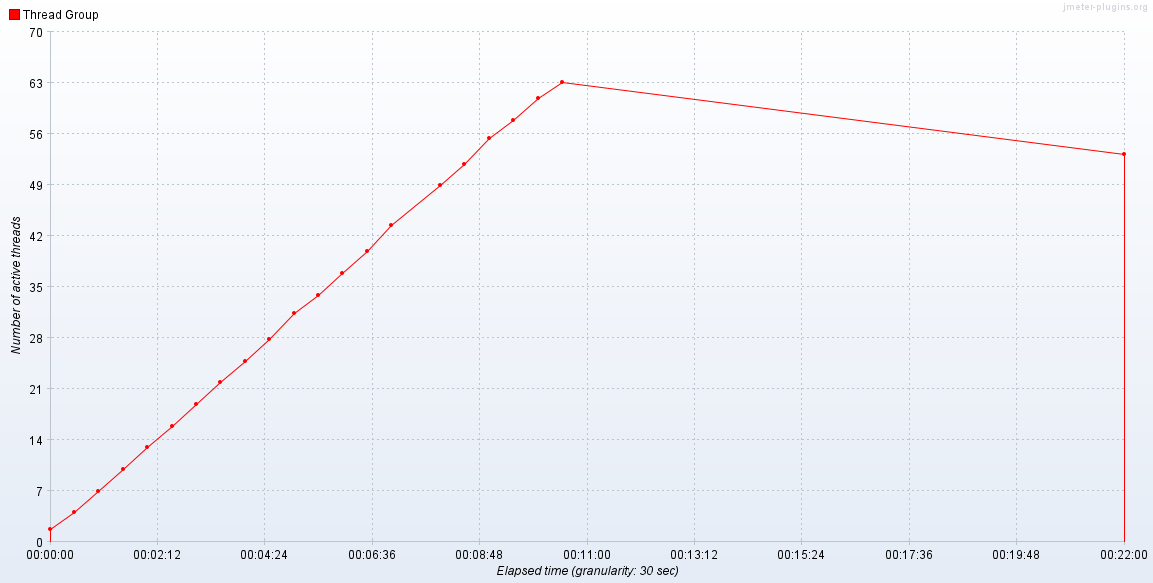 jmeter-plugins.org
Thread Group
70
63
56
49
42
35
28
21
14
7
0
Number of active threads
00:00:00 00:02:12 00:04:24 00:06:36 00:08:48 00:11:00 00:13:12 00:15:24 00:17:36 00:19:48 00:22:00
Elapsed time (granularity: 30 sec)